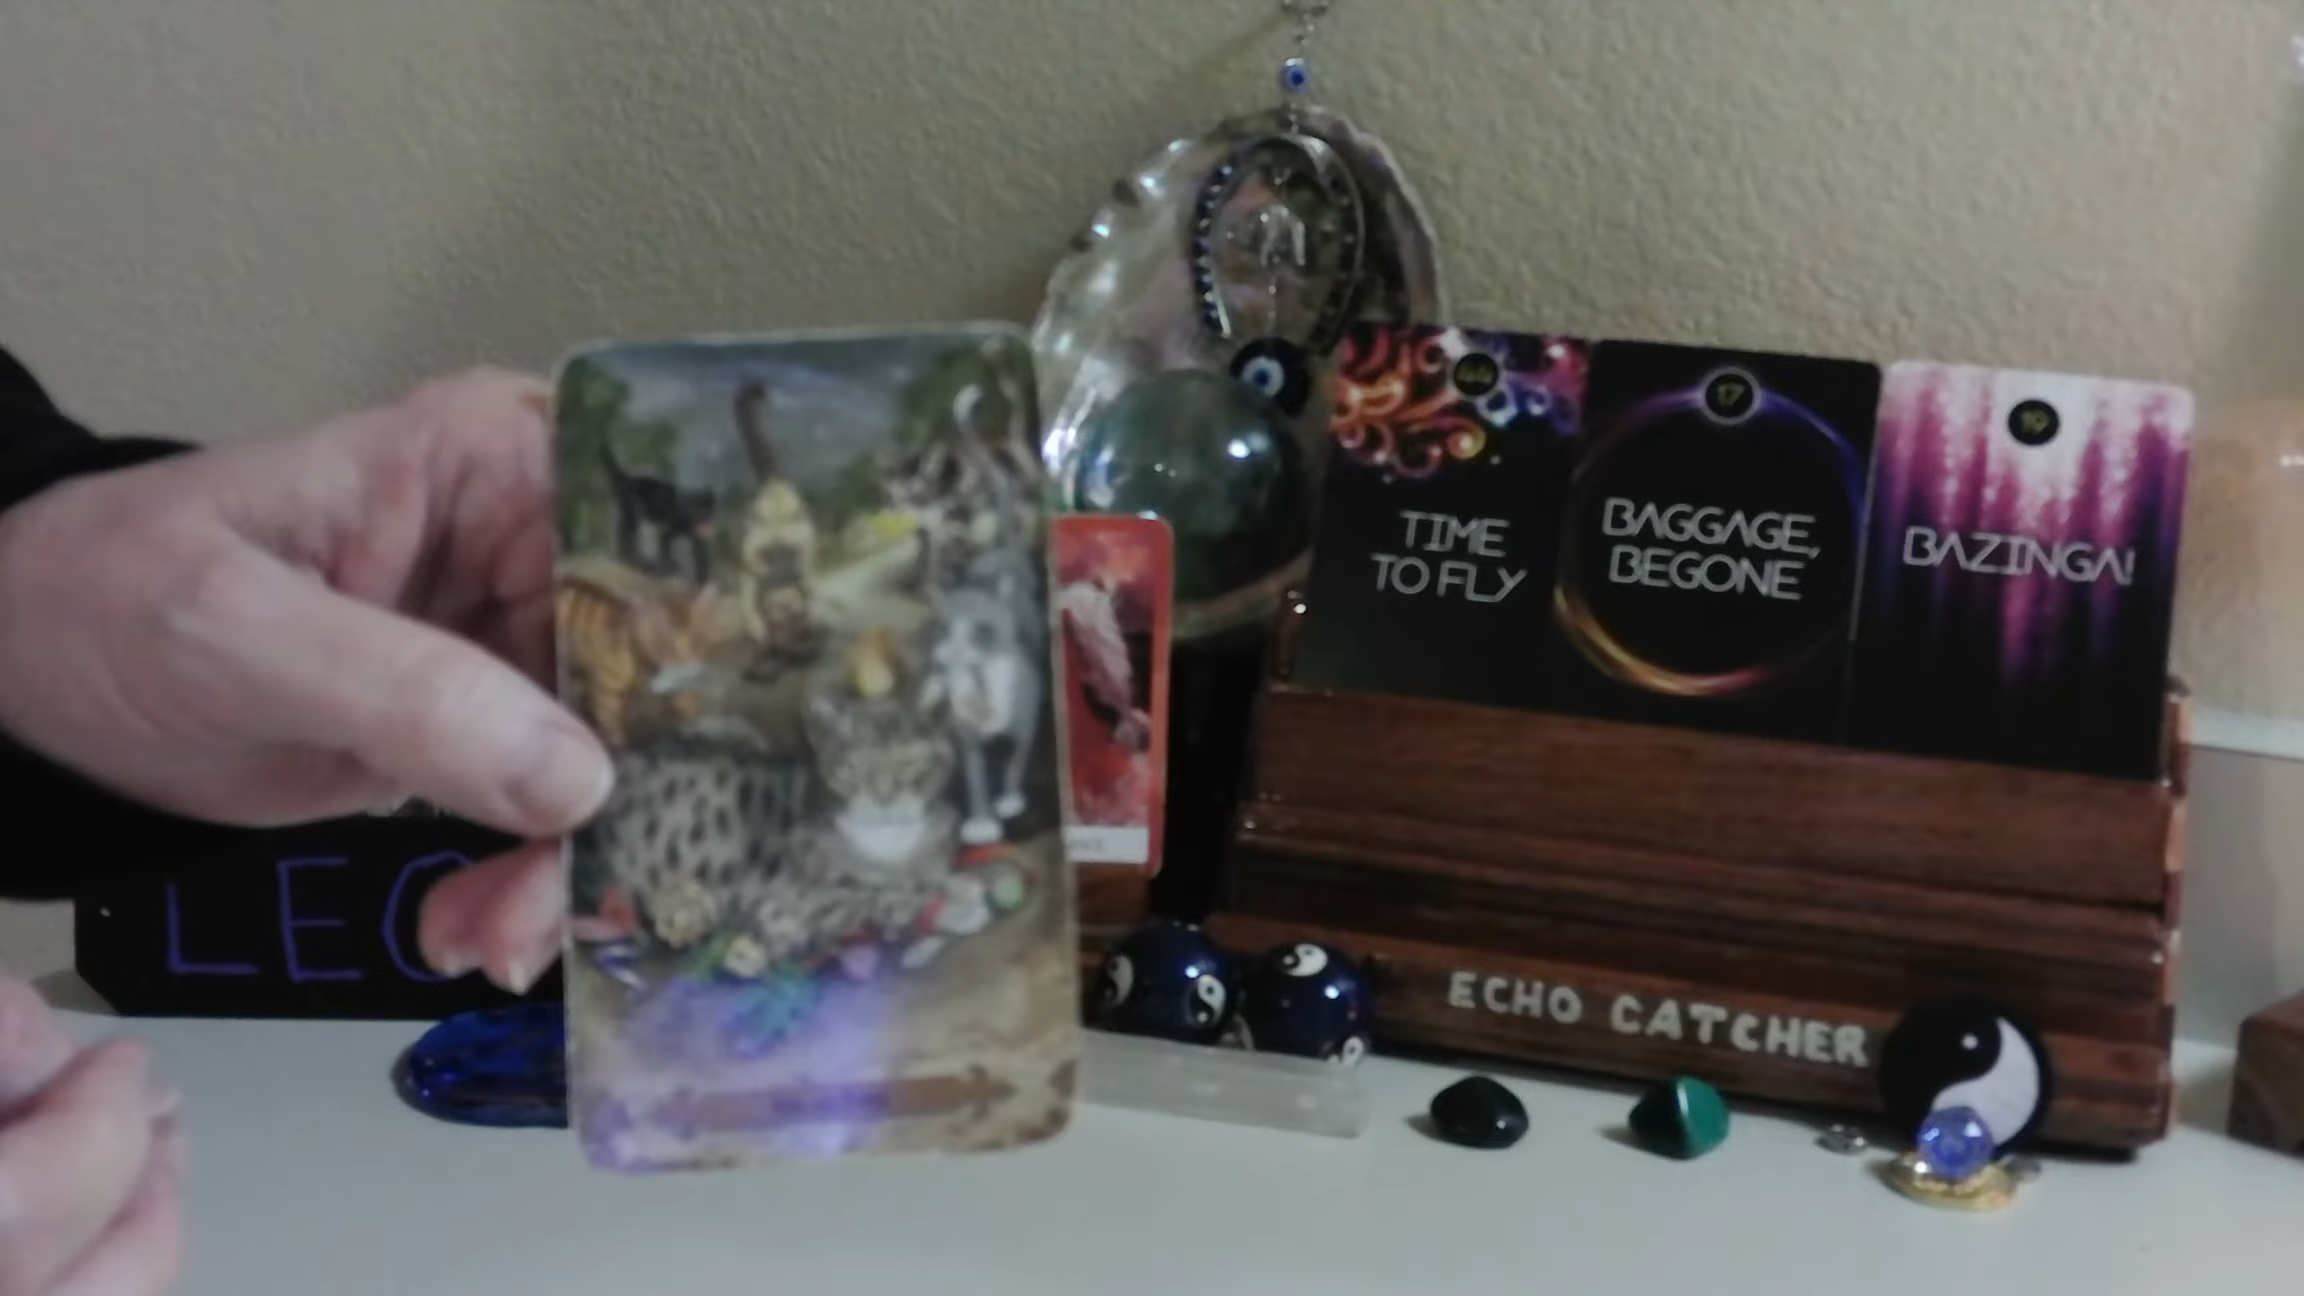 TIME
TO FLY
17
BAGGAGE,
BEGONE
19
BAZINGA!
LEO
ECHO CATCHER